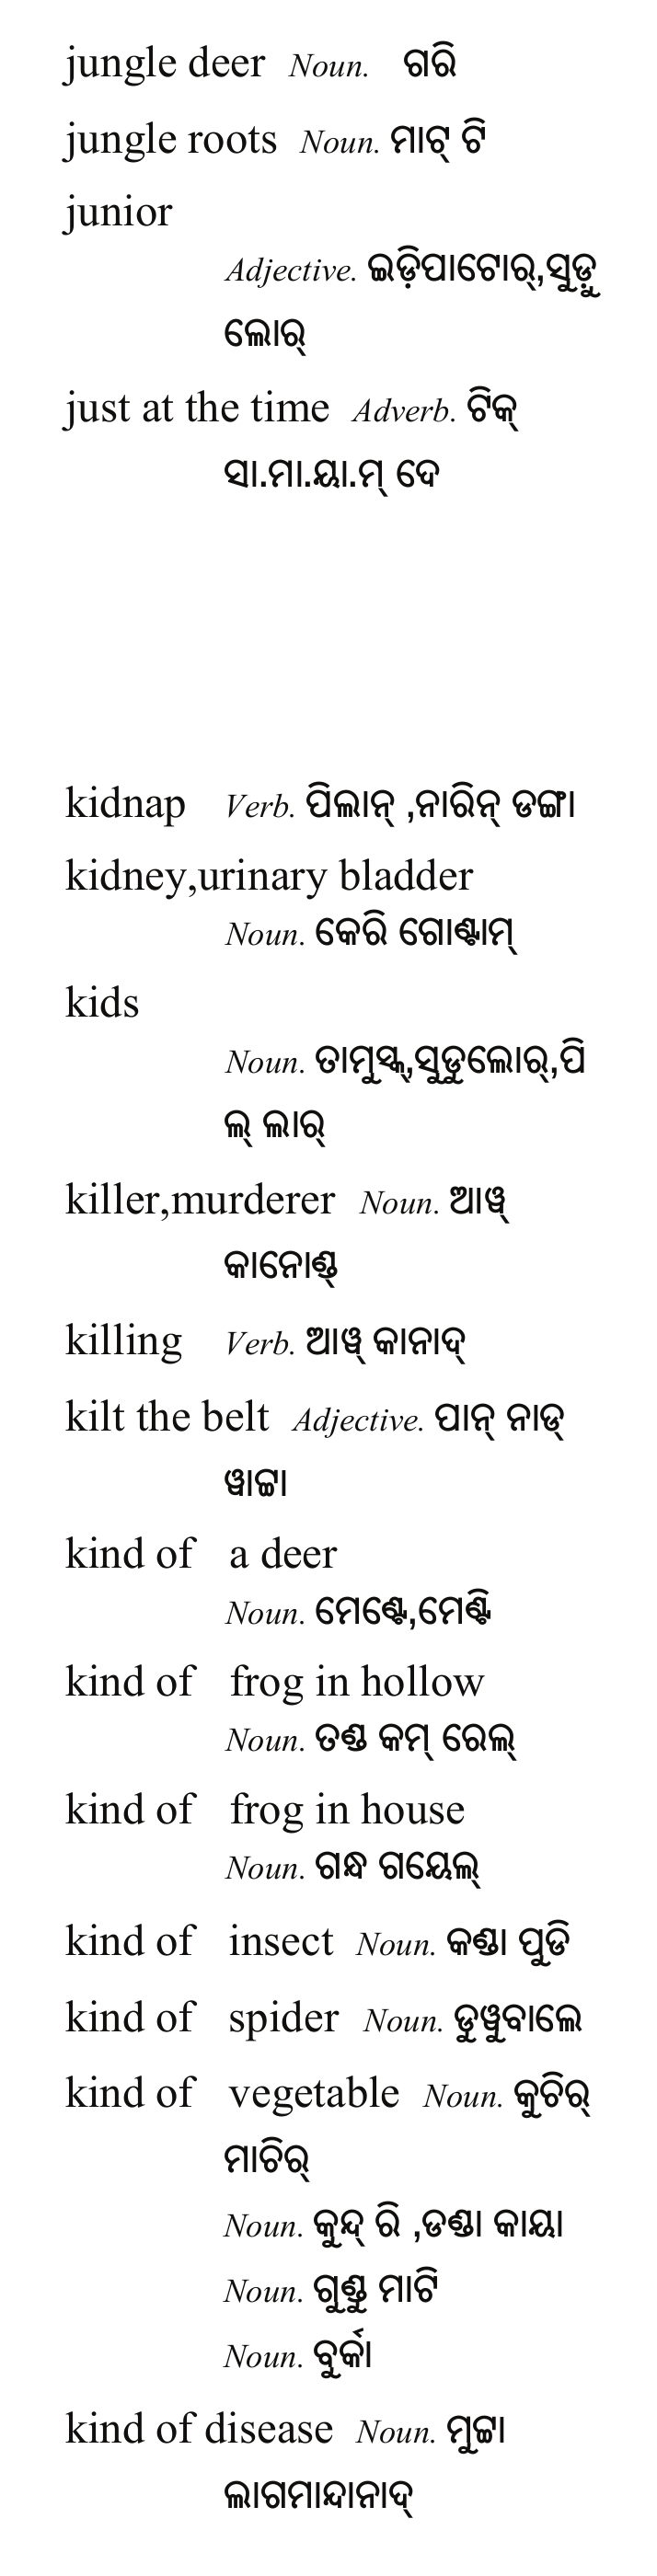 jungle deer Noun. ଗରି
jungle roots Noun. ମାଟ୍ ଟି
junior
Adjective. ଇଡ଼ିପାଟୋର୍,ସୁଡ଼ୁ
ଲୋର୍
just at the time Adverb. ଟିକ୍
ସା.ମା.ୟା.ମ୍ ଦେ
kidnap Verb. ପିଲାନ୍ ,ନାରିନ୍ ଡଙ୍ଗା
kidney,urinary bladder
Noun. କେରି ଗୋଣ୍ଟାମ୍
kids
Noun. ତାମୁସ୍କ୍,ସୁଡୁଲୋର୍,ପି
ଲ୍ ଲାର୍
killer,murderer Noun. ଆୱ୍
କାନୋଣ୍ଡ୍
killing Verb. ଆୱ୍ କାନାଦ୍
kilt the belt Adjective. ପାନ୍ ନାଡ୍
ୱାଟ୍ଟା
kind of a deer
Noun. ମେଣ୍ଟେ,ମେଣ୍ଟି
kind of frog in hollow
Noun. ତଣ୍ଡ କମ୍ ରେଲ୍
kind of frog in house
Noun. ଗନ୍ଧ ଗୟେଲ୍
kind of insect Noun. କଣ୍ଡା ପୁଡି
kind of spider Noun. ଡୁୱୁବାଲେ
kind of vegetable Noun. କୁଚିର୍
ମାଚିର୍
Noun. କୁନ୍ଦ୍ ରି ,ଡଣ୍ଡା କାୟା
Noun. ଗୁଣ୍ଡୁ ମାଟି
Noun. ବୁର୍କା
kind of disease Noun. ମୁଟ୍ଟା
ଲାଗମାନ୍ଦାନାଦ୍